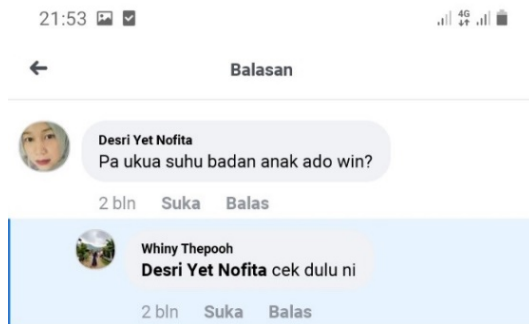 21:53
4G
Balasan
Desri Yet Nofita
Pa ukua suhu badan anak ado win?
2 bln Suka Balas
Whiny Thepooh
Desri Yet Nofita cek dulu ni
2 bln Suka Balas